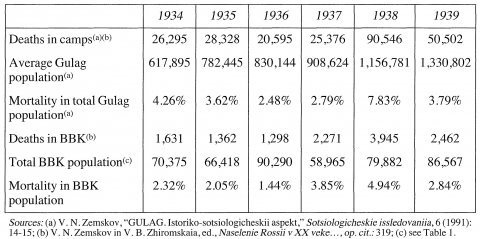 1934 1935 1936 1937 1938 1939
Deaths in camps(a)(b) 26,295 28,328 20,595 25,376 90,546 50,502
Average Gulag
population(a) 617,895 782,445 830,144 908,624 1,156,781 1,330,802
Mortality in total Gulag
population(a) 4.26% 3.62% 2.48% 2.79% 7.83% 3.79%
Deaths in BBK(b) 1,631 1,362 1,298 2,271 3,945 2,462
Total BBK population(c) 70,375 66,418 90,290 58,965 79,882 86,567
Mortality in BBK
population 2.32% 2.05% 1.44% 3.85% 4.94% 2.84%
Sources: (a) V. N. Zemskov, “GULAG. Istoriko-sotsiologicheskii aspekt,” Sotsiologicheskie issledovaniia, 6 (1991):
14-15; (b) V. N. Zemskov in V. B. Zhiromskaia, ed., Naselenie Rossii v XX veke…, op. cit.: 319; (c) see Table 1.